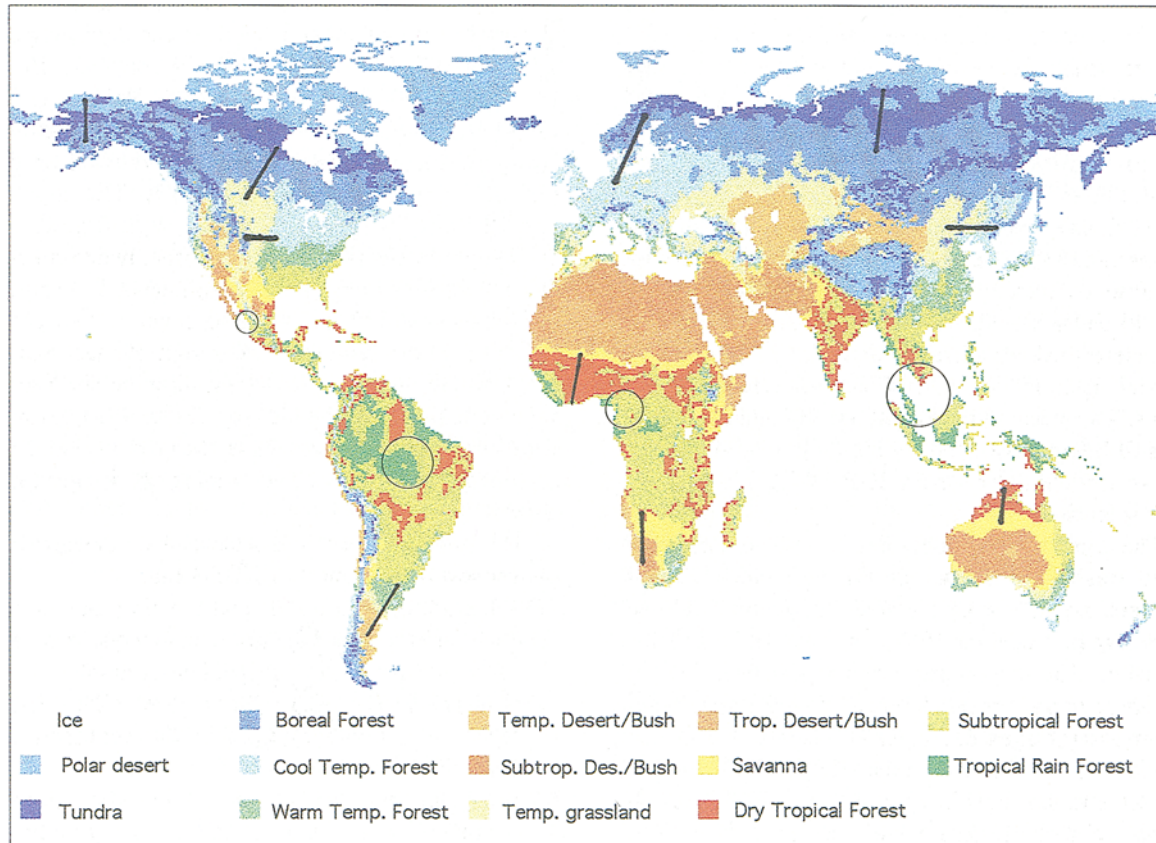 Ice
Boreal Forest
Temp. Desert/Bush
Trop. Desert/Bush
Subtropical Forest
Polar desert
Cool Temp. Forest
Subtrop. Des./Bush
Savanna
Tropical Rain Forest
Tundra
Warm Temp. Forest
Temp. grassland
Dry Tropical Forest